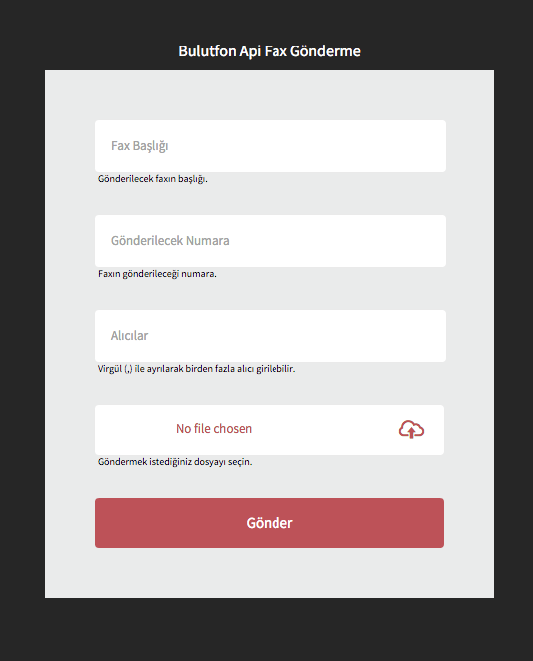 Bulutfon Api Fax Gönderme
Fax Başlığı
Gönderilecek faxın başlığı.
Gönderilecek Numara
Faxın gönderileceği numara.
Alıcılar
Virgül (,) ile ayrılarak birden fazla alıcı girilebilir.
No file chosen
Göndermek istediğiniz dosyayı seçin.
Gönder